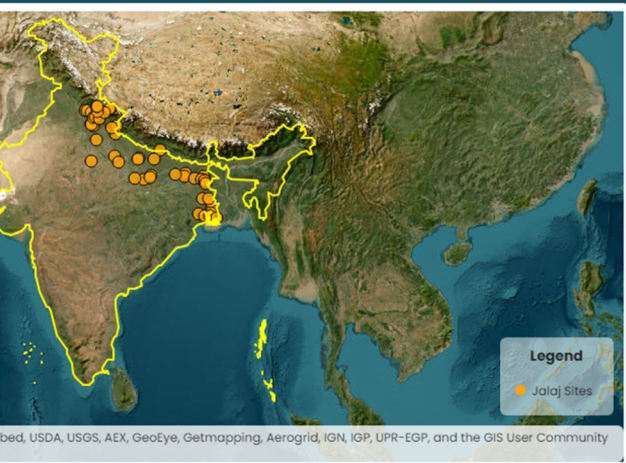 Legend
Jalaj Sites
bed, USDA, USGS, AEX, GeoEye, Getmapping, Aerogrid, IGN, IGP, UPR-EGP, and the GIS User Community